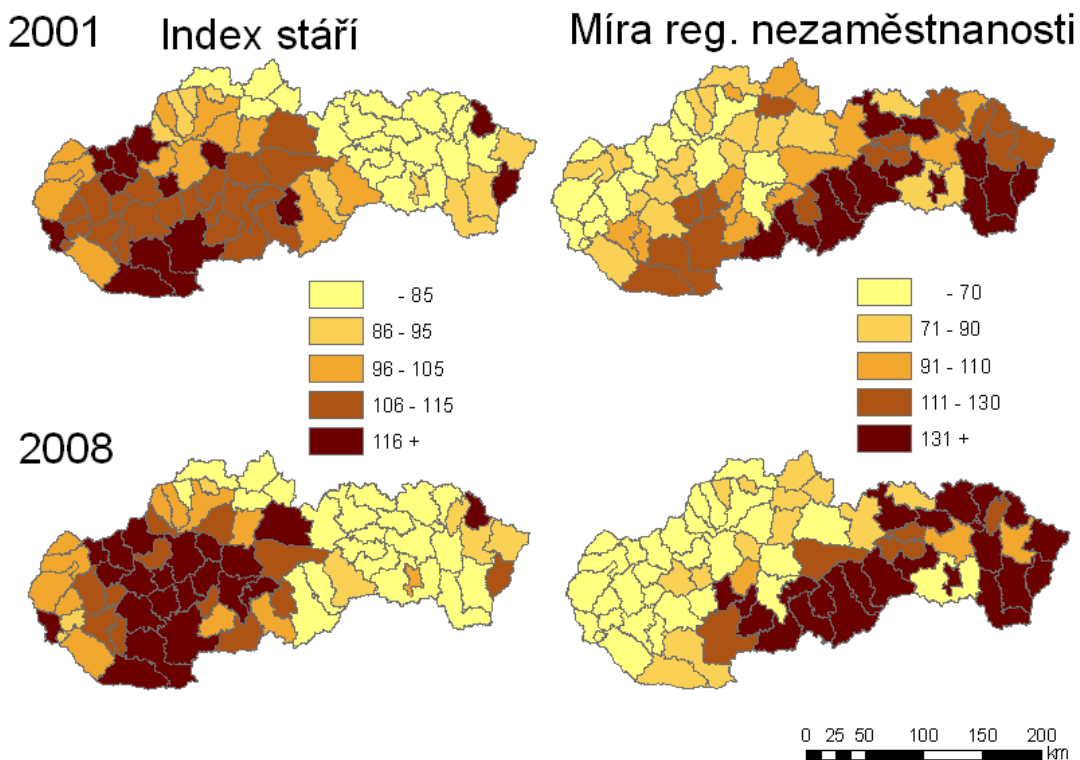 2001 Index stáří Míra reg. nezaměstnanosti
- 85
86 - 95
96 - 105
106 - 115
116 +
- 70
71 - 90
91 - 110
111 - 130
131 +
2008
0 25 50 100 150 200
km